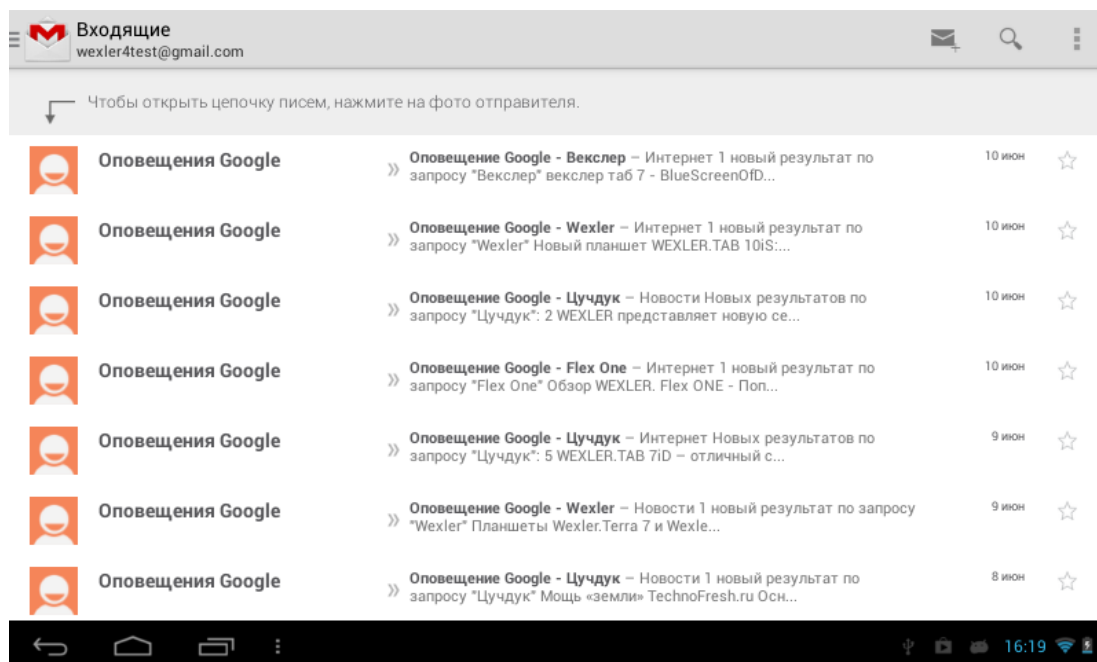 Входящие
wexler4test@gmail.com
Чтобы открыть цепочку писем, нажмите на фото отправителя.
Оповещения Google
Оповещение Google - Векслер – Интернет 1 новый результат по
запросу "Векслер" векслер таб 7 - BlueScreenOfD...
10 июн
Оповещения Google
Оповещение Google - Wexler – Интернет 1 новый результат по
запросу "Wexler" Новый планшет WEXLER.TAB 10iS:...
10 июн
Оповещения Google
Оповещение Google - Цучдук – Новости Новых результатов по
запросу "Цучдук": 2 WEXLER представляет новую се...
10 июн
Оповещения Google
Оповещение Google - Flex One – Интернет 1 новый результат по
запросу "Flex One" Обзор WEXLER. Flex ONE - Поп...
10 июн
Оповещения Google
Оповещение Google - Цучдук – Интернет Новых результатов по
запросу "Цучдук": 5 WEXLER.TAB 7iD – отличный с...
9 июн
Оповещения Google
Оповещение Google - Wexler – Новости 1 новый результат по запросу
"Wexler" Планшеты Wexler.Terra 7 и Wexle...
9 июн
Оповещения Google
Оповещение Google - Цучдук – Новости 1 новый результат по
запросу "Цучдук" Мощь «земли» TechnoFresh.ru Осн...
8 июн
16:19